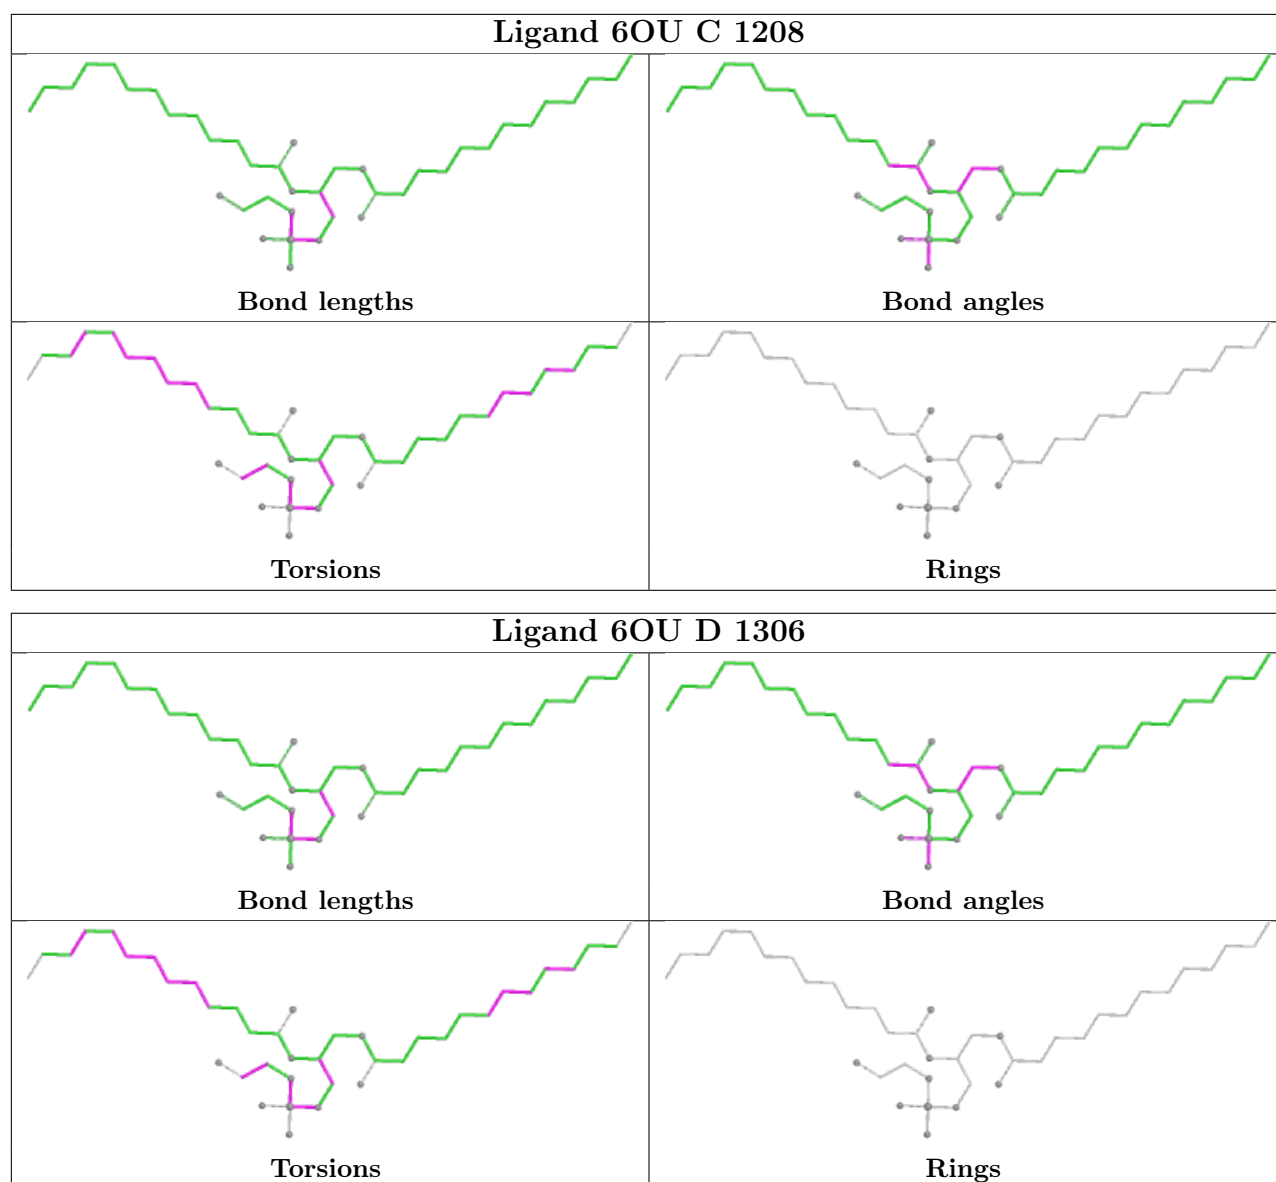 Ligand 6OU C 1208
Bond lengths
Bond angles
Torsions
Rings
Ligand 6OU D 1306
Bond lengths
Bond angles
Torsions
Rings